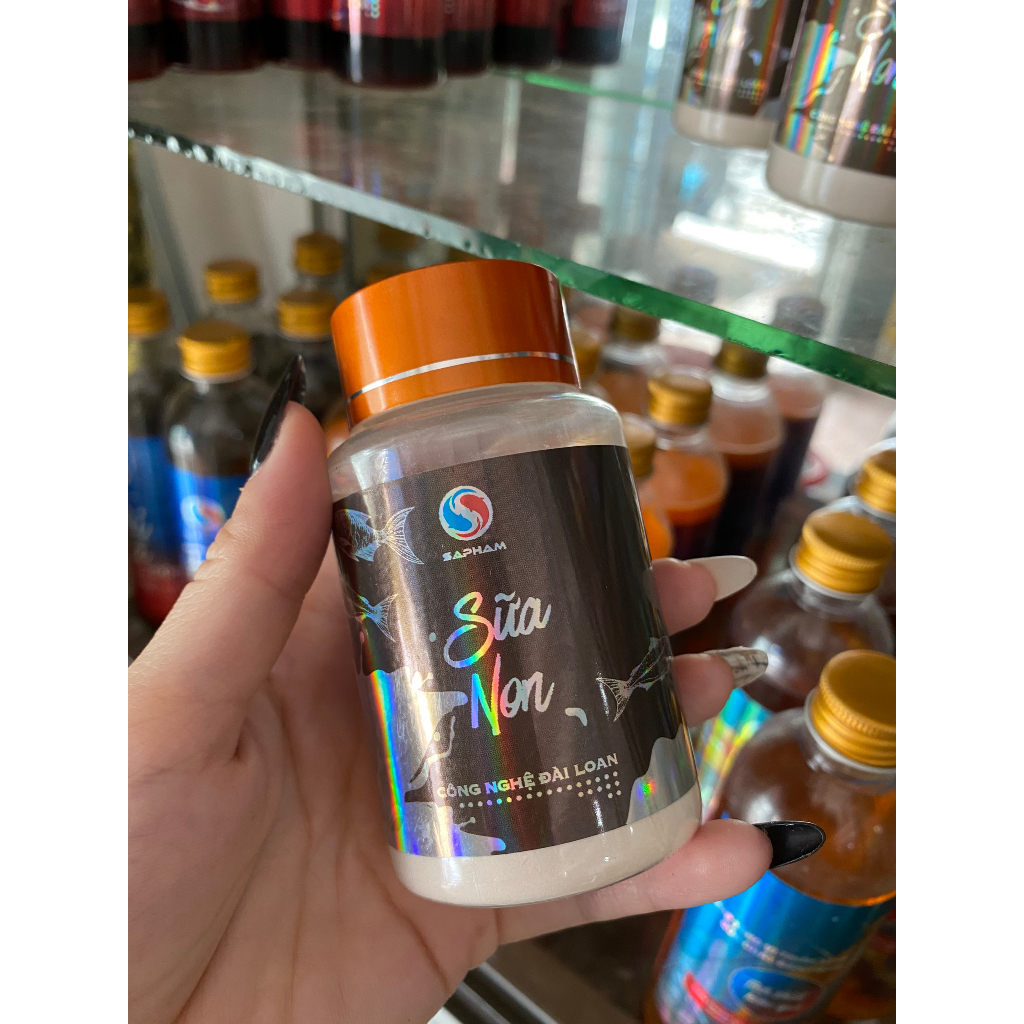 SAPHAM
Sữa
Non
CÔNG NGHỆ ĐÀI LOAN